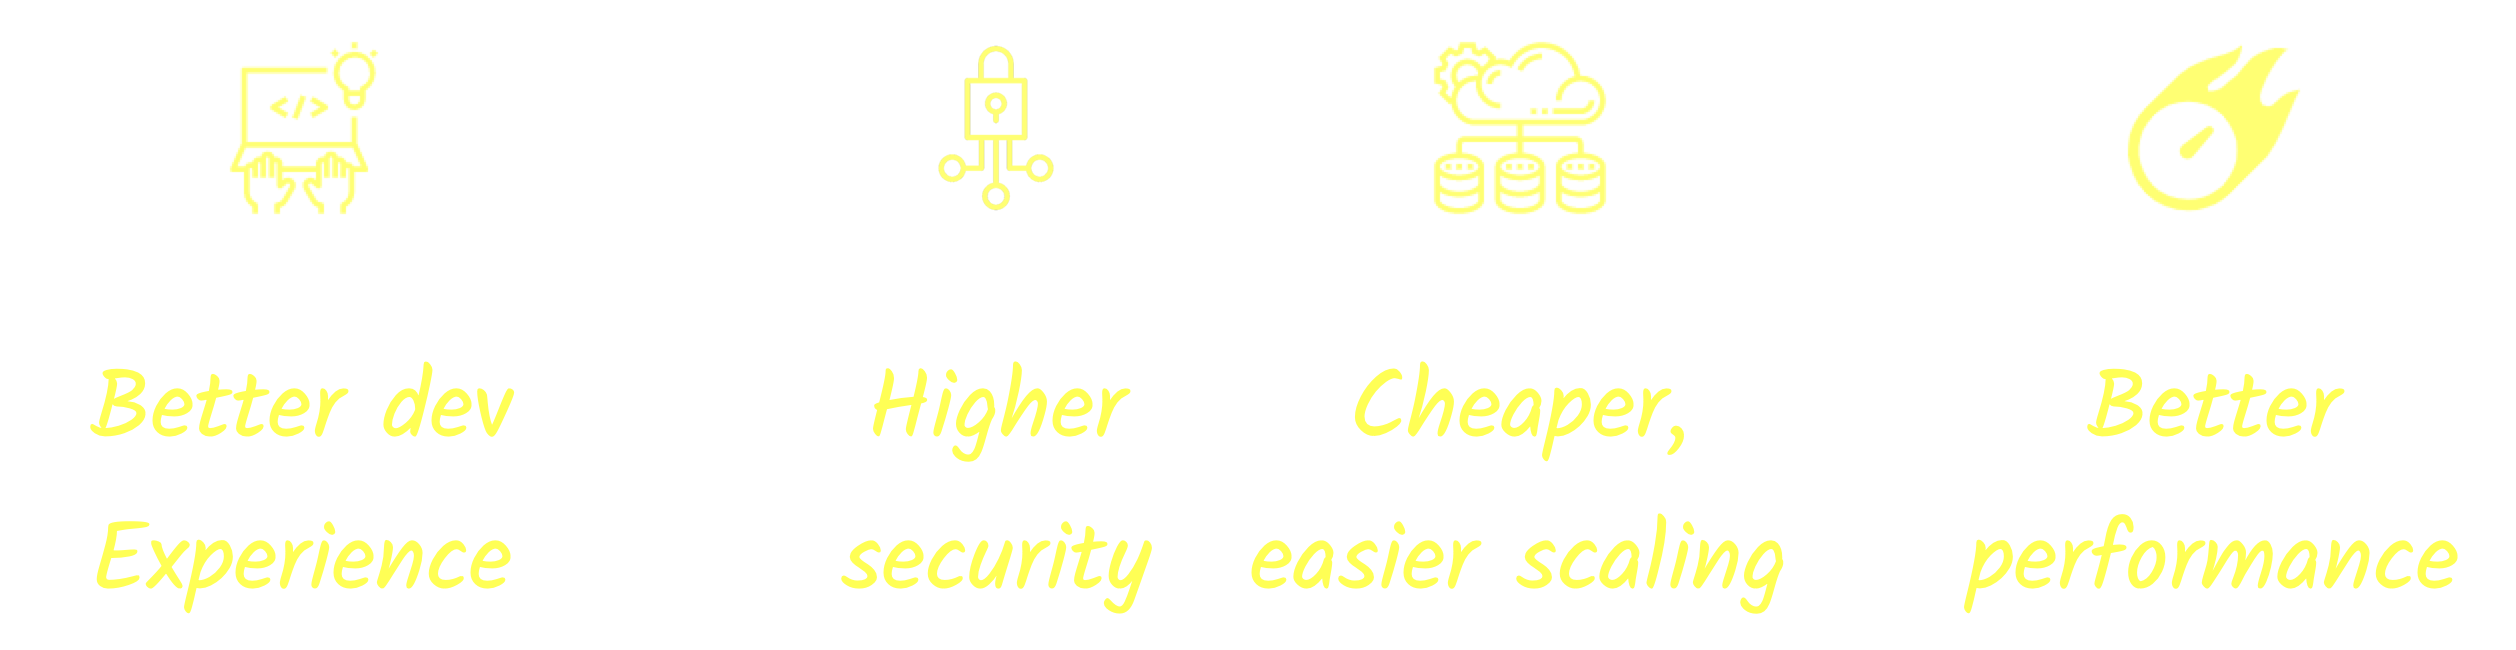 Better dev
Experience
Higher
security
Cheaper,
easier scaling
Better
performance